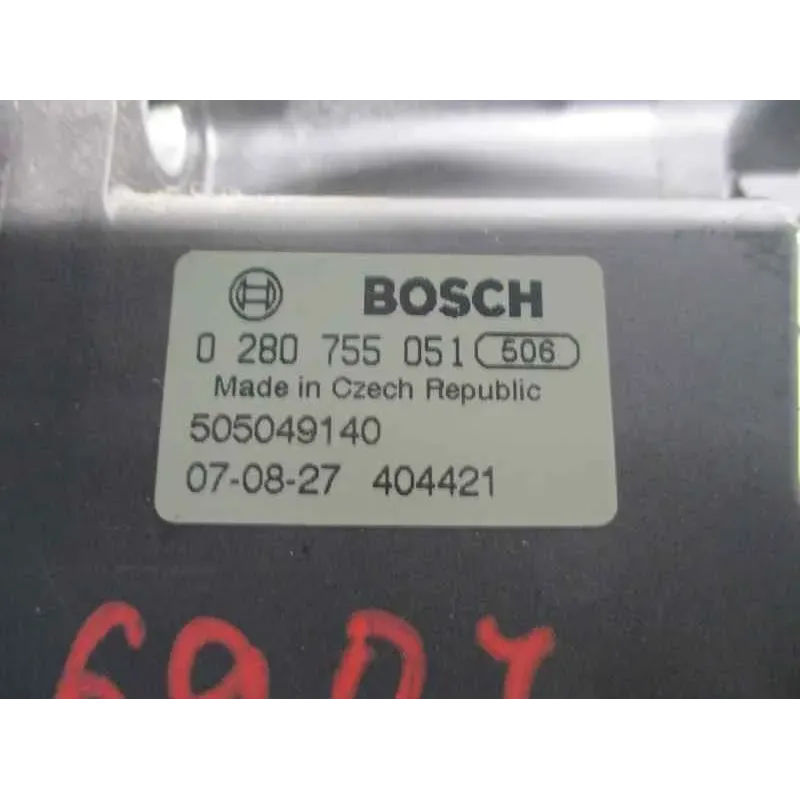 BOSCH
0 280 755 051 506
Made in Czech Republic
505049140
07-08-27 404421